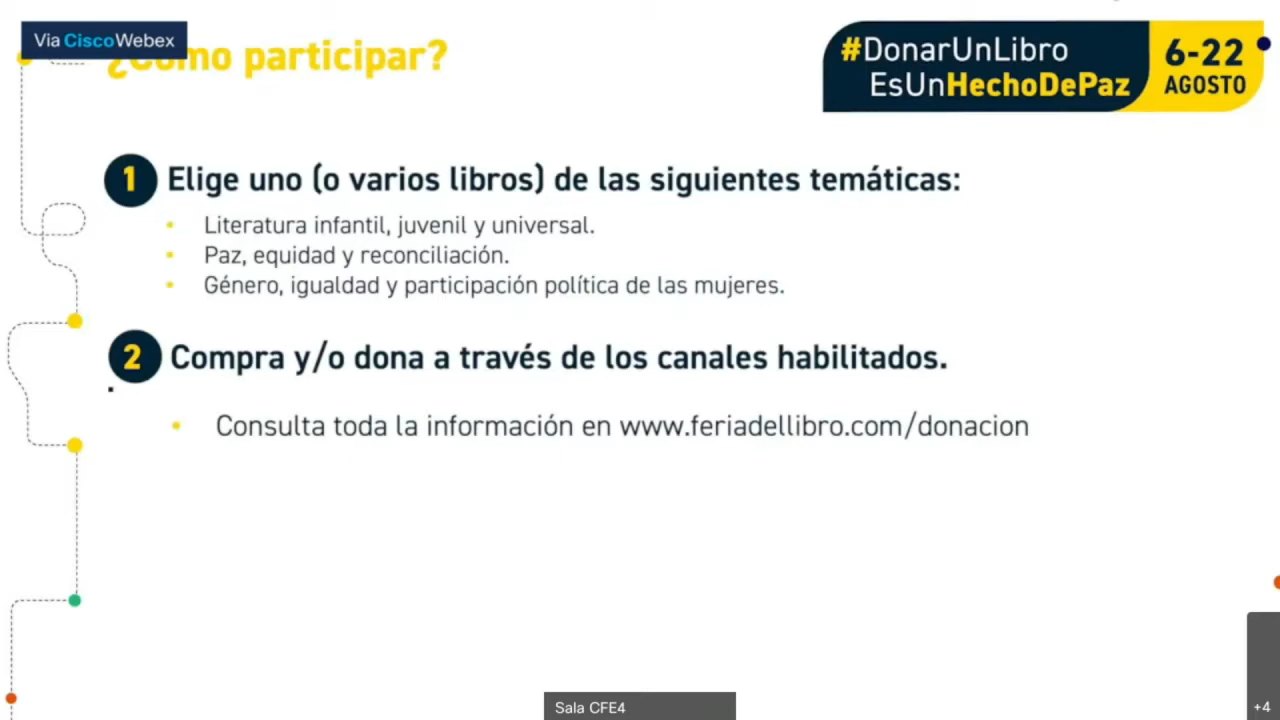 Vía CiscoWebex
¿Cómo participar?
#DonarUnLibro
EsUnHechoDePaz
6-22
AGOSTO
1 Elige uno (o varios libros) de las siguientes temáticas:
• Literatura infantil, juvenil y universal.
• Paz, equidad y reconciliación.
• Género, igualdad y participación política de las mujeres.
2 Compra y/o dona a través de los canales habilitados.
• Consulta toda la información en www.feriadellibro.com/donacion
Sala CFE4
+4